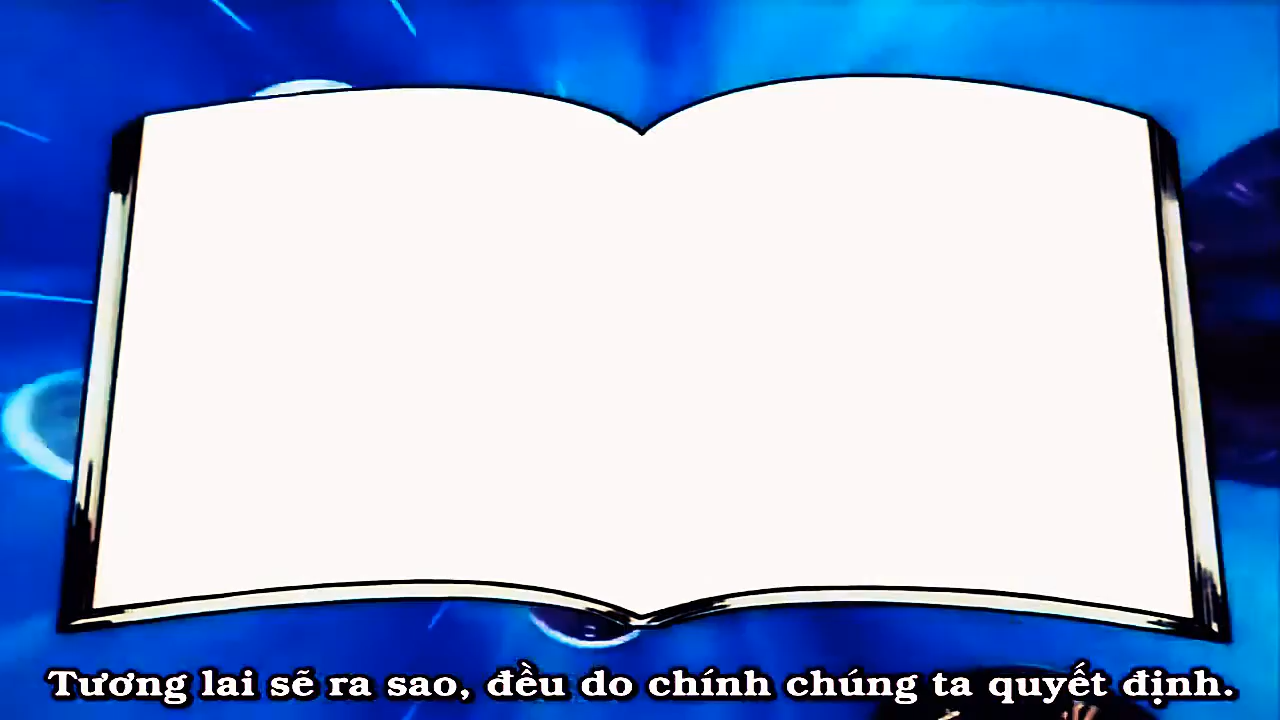 Tương lai sẽ ra sao, đều do chính chúng ta quyết định.